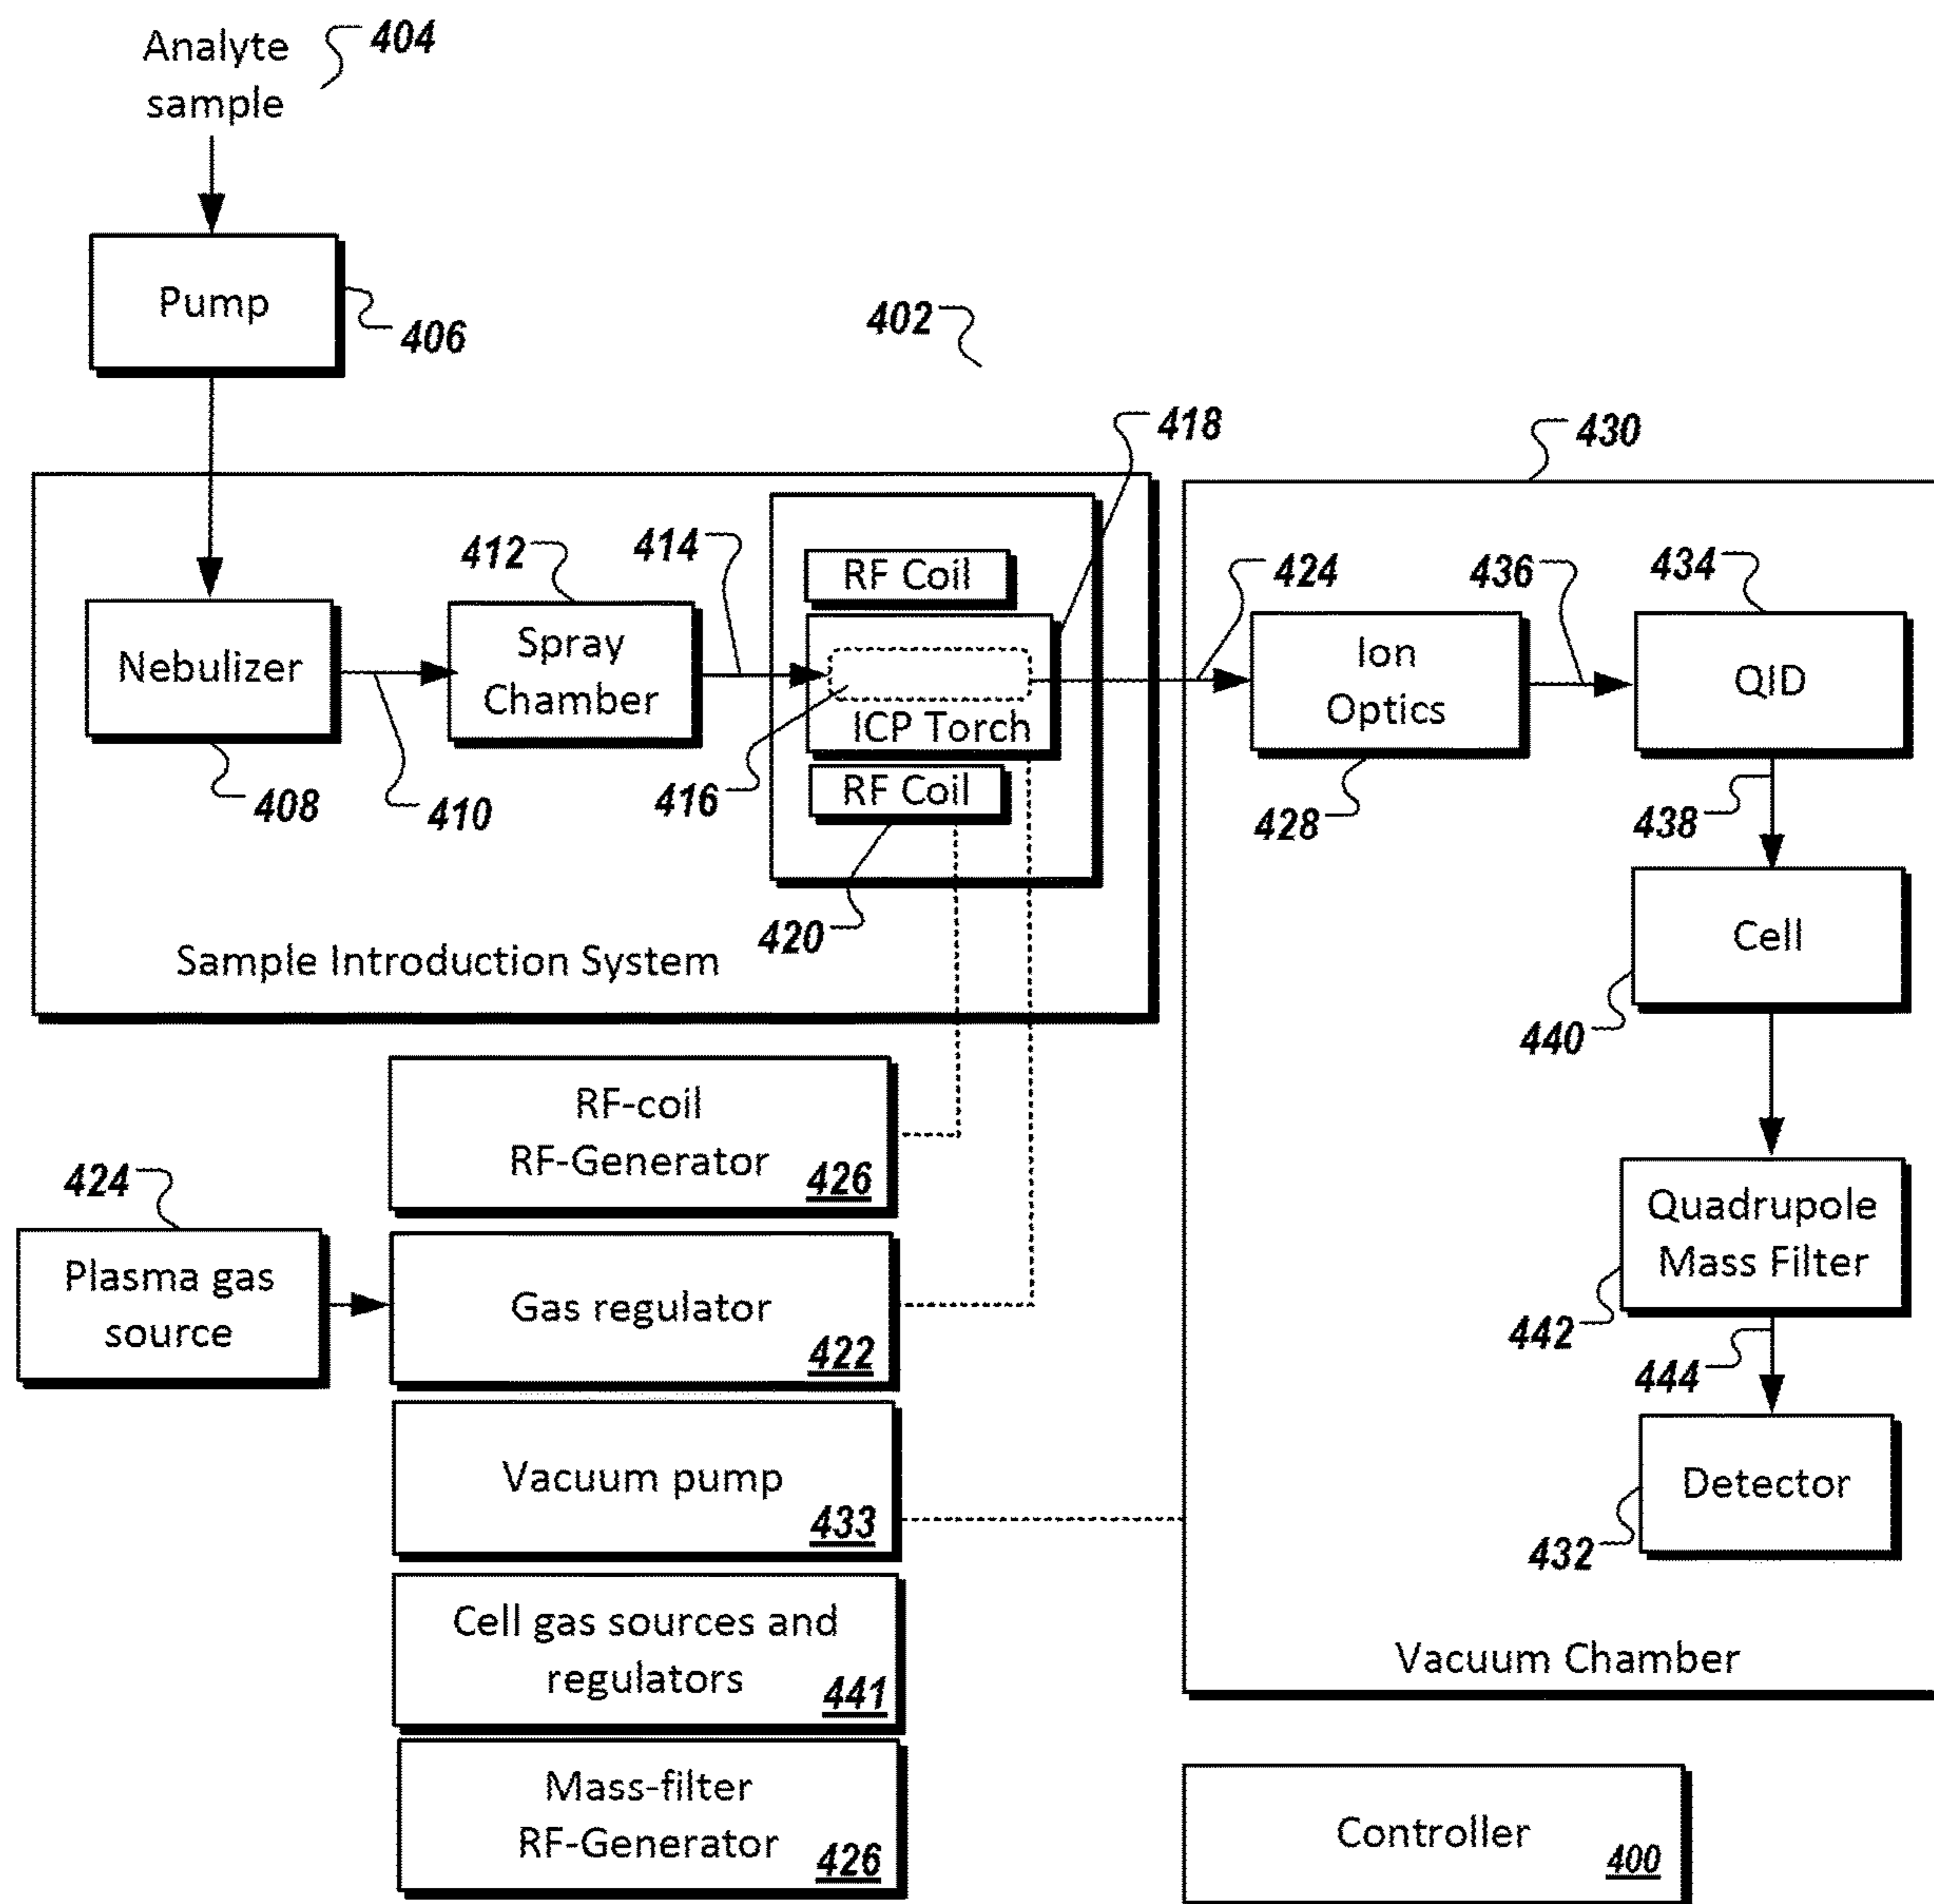 Analyte
sample
404
Pump
406
402
418
430
412
414
RF Coil
424
436
434
Nebulizer
Spray
Chamber
ICP Torch
Ion
Optics
QID
408
410
416
RF Coil
428
438
420
Cell
Sample Introduction System
440
RF-coil
RF-Generator
426
424
Plasma gas
source
Gas regulator
422
Quadrupole
Mass Filter
442
444
Vacuum pump
433
Detector
432
Cell gas sources and
regulators
441
Vacuum Chamber
Mass-filter
RF-Generator
426
Controller
400